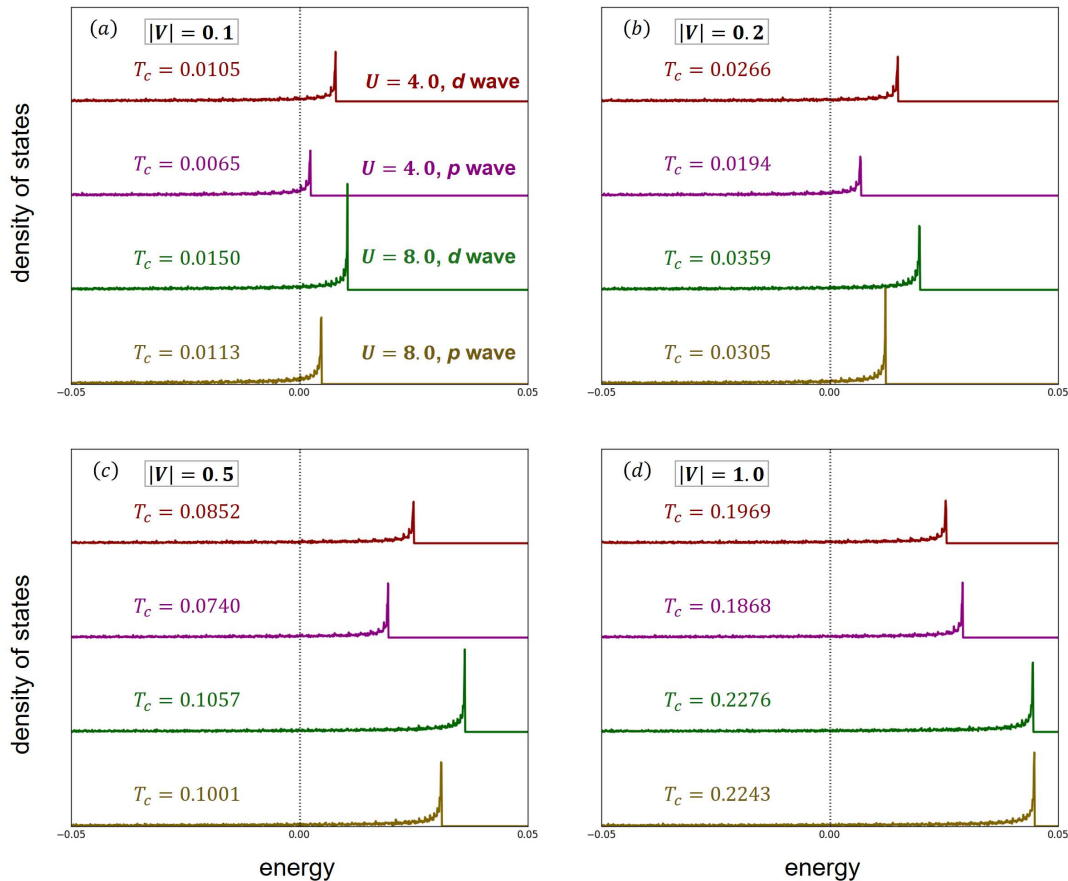 (a) |V| = 0.1
T_c = 0.0105
U = 4.0, d wave
T_c = 0.0065
U = 4.0, p wave
T_c = 0.0150
U = 8.0, d wave
T_c = 0.0113
U = 8.0, p wave
−0.05 0.00 0.05
density of states
(b) |V| = 0.2
T_c = 0.0266
T_c = 0.0194
T_c = 0.0359
T_c = 0.0305
−0.05 0.00 0.05
(c) |V| = 0.5
T_c = 0.0852
T_c = 0.0740
T_c = 0.1057
T_c = 0.1001
−0.05 0.00 0.05
density of states
energy
(d) |V| = 1.0
T_c = 0.1969
T_c = 0.1868
T_c = 0.2276
T_c = 0.2243
−0.05 0.00 0.05
energy